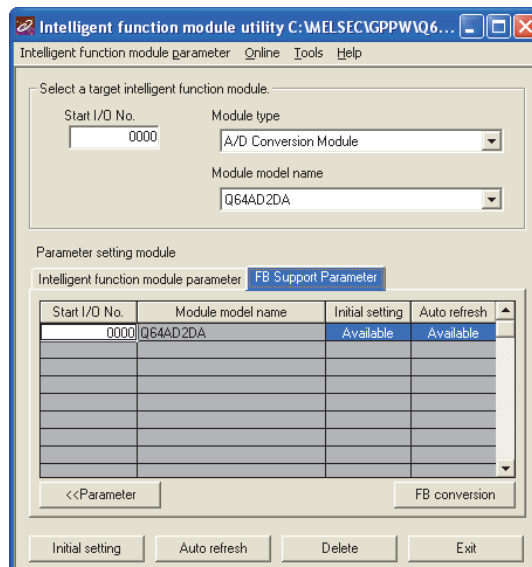 Intelligent function module utility C:\MELSEC\GPPW\Q6...
Intelligent function module parameter Online Tools Help
Select a target intelligent function module.
Start I/O No. Module type
0000 A/D Conversion Module
Module model name
Q64AD2DA
Parameter setting module
Intelligent function module parameter FB Support Parameter
Start I/O No. Module model name Initial setting Auto refresh
0000 Q64AD2DA Available Available
<<Parameter FB conversion
Initial setting Auto refresh Delete Exit